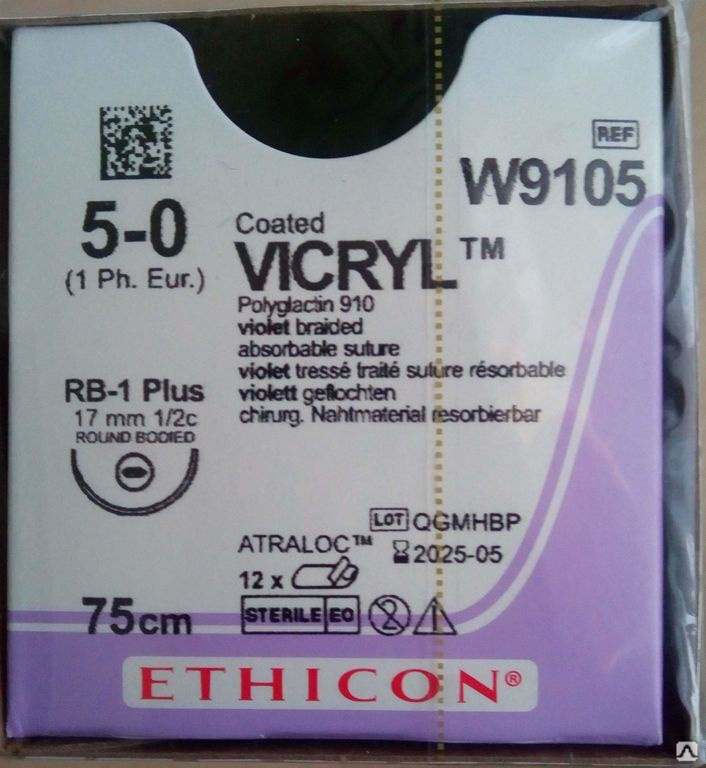 REF
W9105
5-0
(1 Ph. Eur.)
Coated
VICRYL™
Polyglactin 910
violet braided
absorbable suture
violet tressé traité suture résorbable
violett geflochten
chirurg. Nahtmaterial resorbierbar
RB-1 Plus
17 mm 1/2c
ROUND BODIED
LOT QGMHBP
2025-05
ATRALOC™
12 x
75cm
STERILE EO
2
ETHICON®